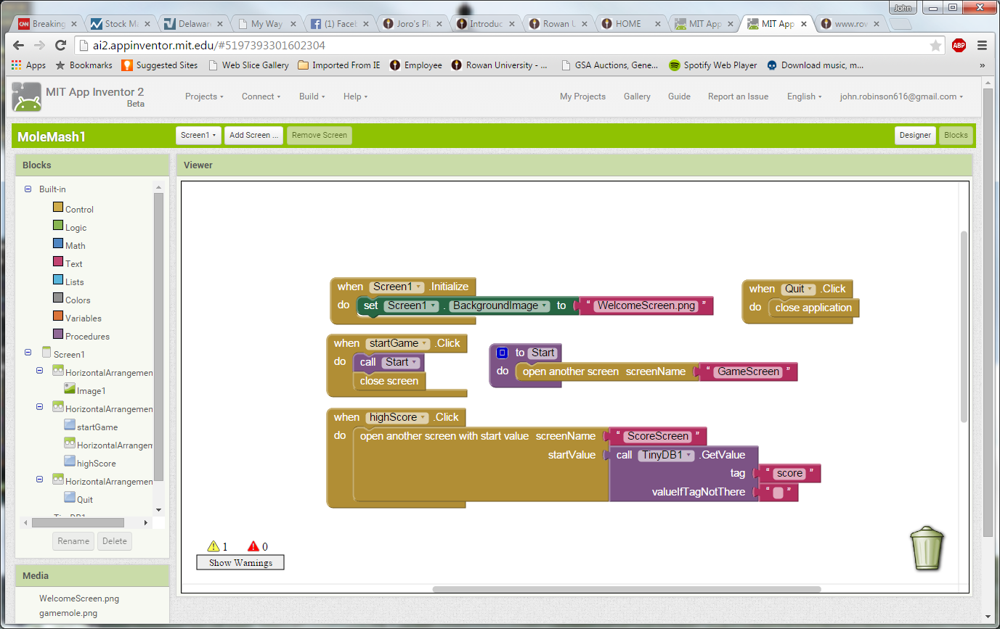 John
Breaking
Stock Ma
Delawar
My Way
(1) Facel
Joro's Pl
Introduc
Rowan U
HOME
MIT App
MIT App
www.rov
ai2.appinventor.mit.edu/#5197393301602304
ABP
Apps
Bookmarks
Suggested Sites
Web Slice Gallery
Imported From IE
Employee
Rowan University - ...
GSA Auctions, Gene...
Spotify Web Player
Download music, m...
»
MIT App Inventor 2
Beta
Projects
Connect
Build
Help
My Projects
Gallery
Guide
Report an Issue
English
john.robinson616@gmail.com
MoleMash1
Screen1
Add Screen ...
Remove Screen
Designer
Blocks
Blocks
Built-in
Control
Logic
Math
Text
Lists
Colors
Variables
Procedures
Screen1
HorizontalArrangemen
Image1
HorizontalArrangemen
startGame
HorizontalArrangem
highScore
HorizontalArrangemen
Quit
TinyDB1
Rename
Delete
Media
WelcomeScreen.png
gamemole.png
Viewer
when Screen1 .Initialize
do set Screen1 . BackgroundImage to “ WelcomeScreen.png ”
when Quit .Click
do close application
when startGame .Click
do call Start
close screen
to Start
do open another screen screenName “ GameScreen ”
when highScore .Click
do open another screen with start value screenName “ ScoreScreen ”
startValue call TinyDB1 .GetValue
tag “ score ”
valueIfTagNotThere “ ”
1 0
Show Warnings